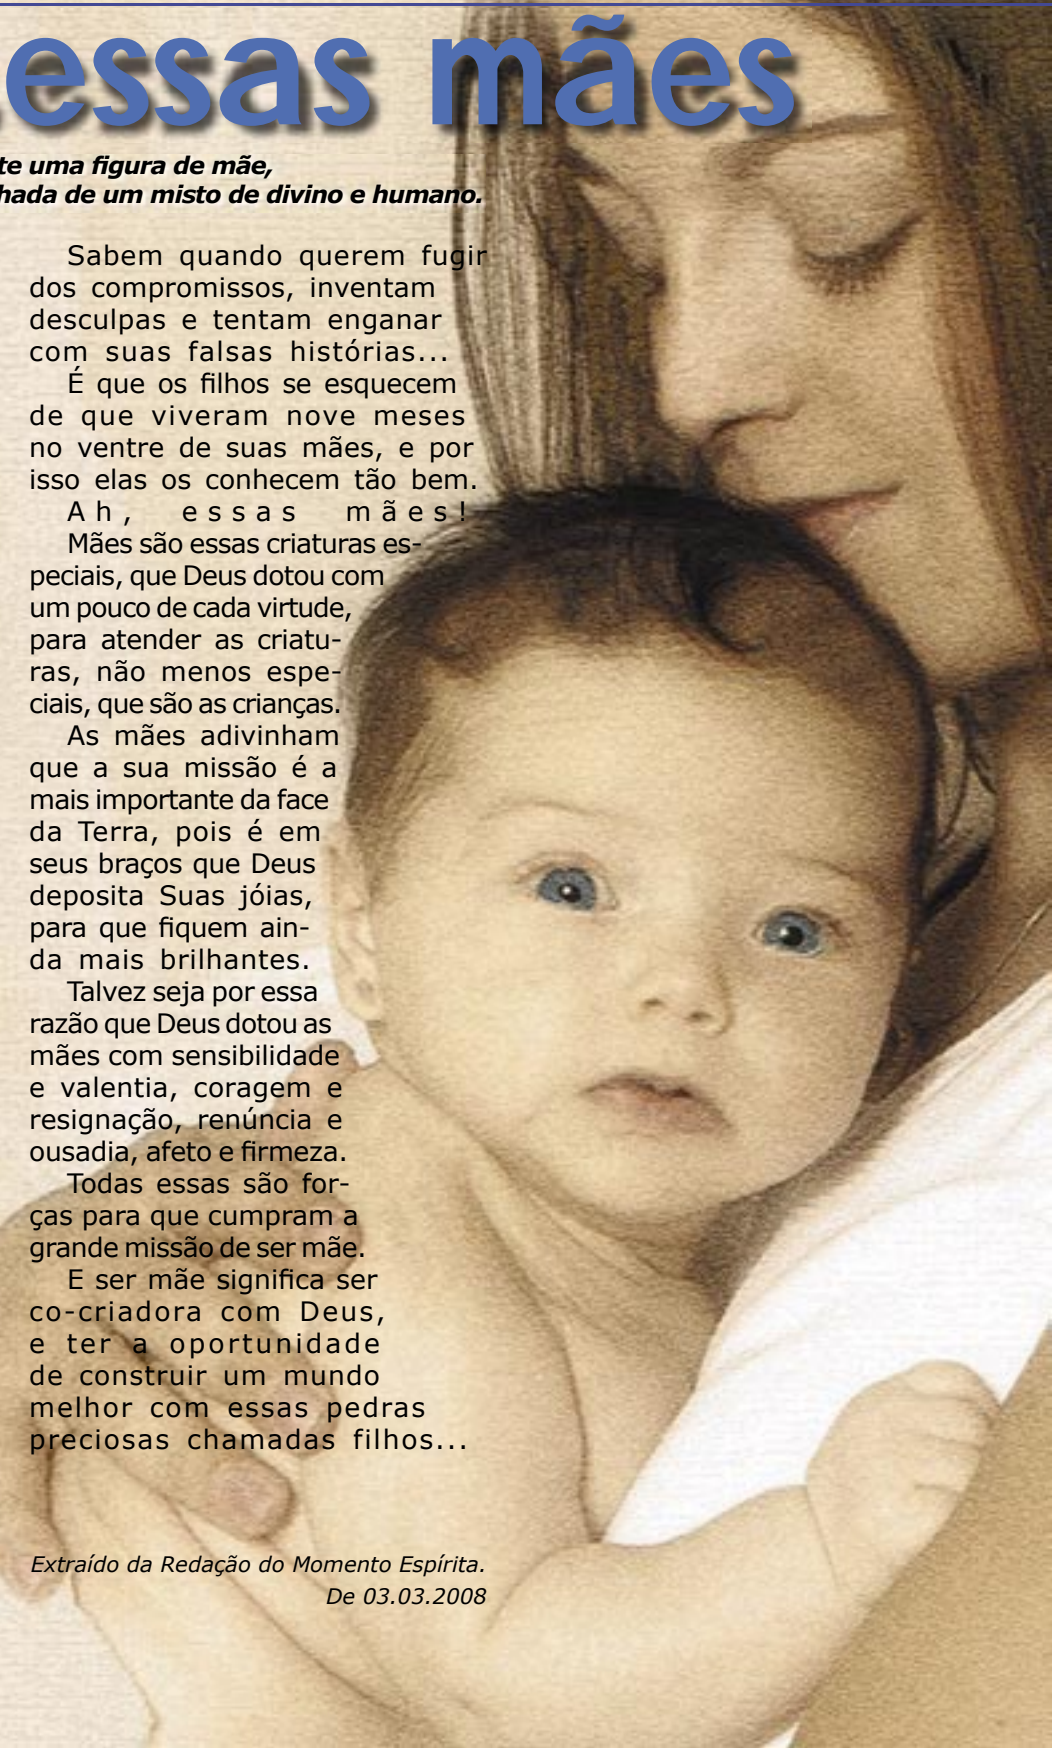 essas mães
te uma figura de mãe,
hada de um misto de divino e humano.
Sabem quando querem fugir
dos compromissos, inventam
desculpas e tentam enganar
com suas falsas histórias...
É que os filhos se esquecem
de que viveram nove meses
no ventre de suas mães, e por
isso elas os conhecem tão bem.
Ah, essas mães!
Mães são essas criaturas es-
peciais, que Deus dotou com
um pouco de cada virtude,
para atender as criatu-
ras, não menos espe-
ciais, que são as crianças.
As mães adivinham
que a sua missão é a
mais importante da face
da Terra, pois é em
seus braços que Deus
deposita Suas jóias,
para que fiquem ain-
da mais brilhantes.
Talvez seja por essa
razão que Deus dotou as
mães com sensibilidade
e valentia, coragem e
resignação, renúncia e
ousadia, afeto e firmeza.
Todas essas são for-
ças para que cumpram a
grande missão de ser mãe.
E ser mãe significa ser
co-criadora com Deus,
e ter a oportunidade
de construir um mundo
melhor com essas pedras
preciosas chamadas filhos...
Extraído da Redação do Momento Espírita.
De 03.03.2008